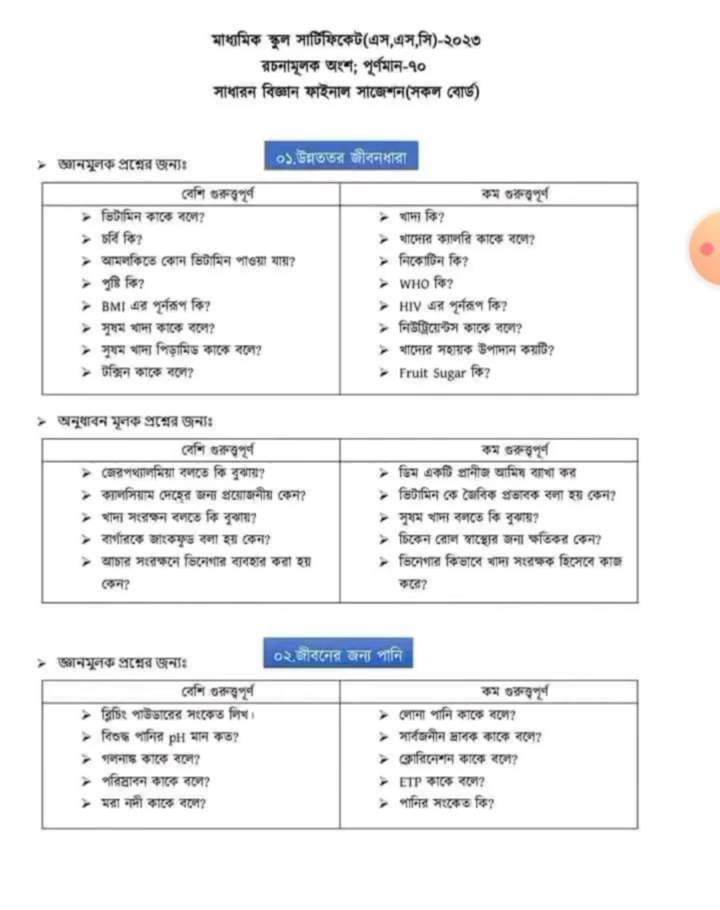 মাধ্যমিক স্কুল সার্টিফিকেট(এস,এস,সি)-২০২৩
রচনামূলক অংশ; পূর্ণমান-৭০
সাধারন বিজ্ঞান ফাইনাল সাজেশন(সকল বোর্ড)
০১.উন্নততর জীবনধারা
➢ জ্ঞানমুলক প্রশ্নের জন্যঃ
বেশি গুরুত্বপূর্ণ
➢ ভিটামিন কাকে বলে?
➢ চর্বি কি?
➢ আমলকিতে কোন ভিটামিন পাওয়া যায়?
➢ পুষ্টি কি?
➢ BMI এর পূর্নরূপ কি?
➢ সুষম খাদ্য কাকে বলে?
➢ সুষম খাদ্য পিড়ামিড কাকে বলে?
➢ টক্সিন কাকে বলে?
কম গুরুত্বপূর্ণ
➢ খাদ্য কি?
➢ খাদ্যের ক্যালরি কাকে বলে?
➢ নিকোটিন কি?
➢ WHO কি?
➢ HIV এর পূর্নরূপ কি?
➢ নিউট্রিয়েন্টস কাকে বলে?
➢ খাদ্যের সহায়ক উপাদান কয়টি?
➢ Fruit Sugar কি?
➢ অনুধাবন মূলক প্রশ্নের জন্যঃ
বেশি গুরুত্বপূর্ণ
➢ জেরপথ্যালমিয়া বলতে কি বুঝায়?
➢ ক্যালসিয়াম দেহের জন্য প্রয়োজনীয় কেন?
➢ খাদ্য সংরক্ষন বলতে কি বুঝায়?
➢ বার্গারকে জাংকফুড বলা হয় কেন?
➢ আচার সংরক্ষনে ভিনেগার ব্যবহার করা হয়
কেন?
কম গুরুত্বপূর্ণ
➢ ডিম একটি প্রানীজ আমিষ ব্যাখা কর
➢ ভিটামিন কে জৈবিক প্রভাবক বলা হয় কেন?
➢ সুষম খাদ্য বলতে কি বুঝায়?
➢ চিকেন রোল স্বাস্থ্যের জন্য ক্ষতিকর কেন?
➢ ভিনেগার কিভাবে খাদ্য সংরক্ষক হিসেবে কাজ
করে?
০২.জীবনের জন্য পানি
➢ জ্ঞানমুলক প্রশ্নের জন্যঃ
বেশি গুরুত্বপূর্ণ
➢ ব্লিচিং পাউডারের সংকেত লিখ।
➢ বিশুদ্ধ পানির pH মান কত?
➢ গলনাঙ্ক কাকে বলে?
➢ পরিস্রাবন কাকে বলে?
➢ মরা নদী কাকে বলে?
কম গুরুত্বপূর্ণ
➢ লোনা পানি কাকে বলে?
➢ সার্বজনীন দ্রাবক কাকে বলে?
➢ ক্লোরিনেশন কাকে বলে?
➢ ETP কাকে বলে?
➢ পানির সংকেত কি?